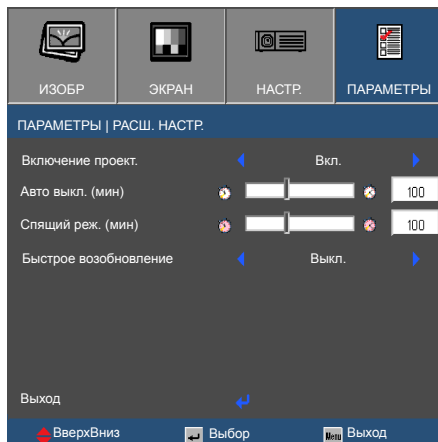 ИЗОБР ЭКРАН НАСТР. ПАРАМЕТРЫ
ПАРАМЕТРЫ | РАСШ. НАСТР.
Включение проект. Вкл.
Авто выкл. (мин) 100
Спящий реж. (мин) 100
Быстрое возобновление Выкл.
Выход
ВверхВниз Выбор Menu Выход